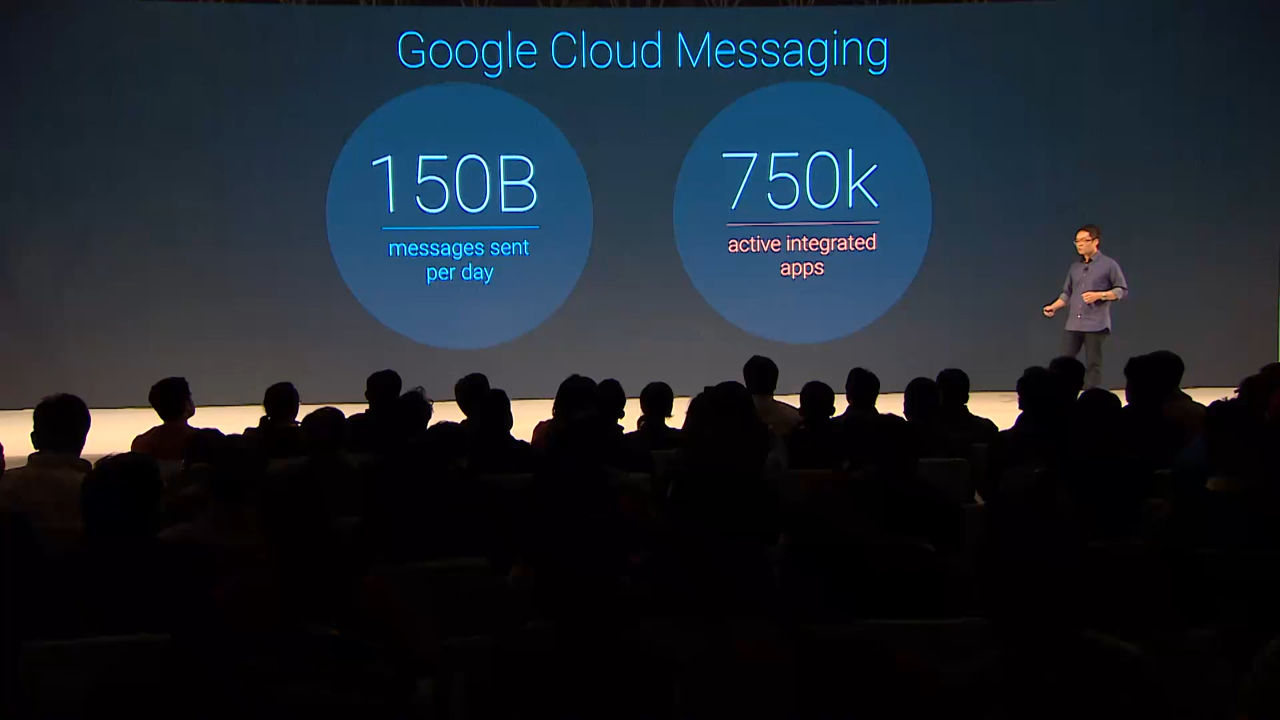 Google Cloud Messaging
150B
messages sent
per day
750k
active integrated
apps